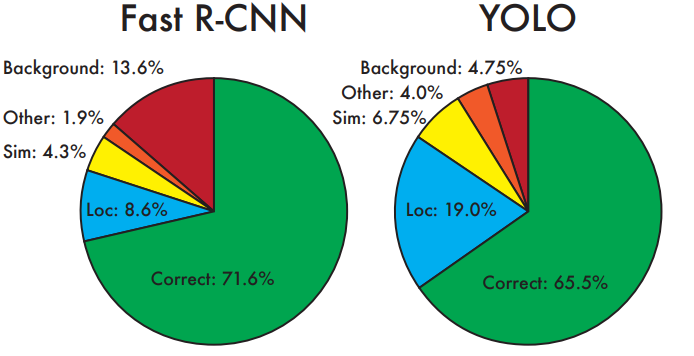 Fast R-CNN
Background: 13.6%
Other: 1.9%
Sim: 4.3%
Loc: 8.6%
Correct: 71.6%
YOLO
Background: 4.75%
Other: 4.0%
Sim: 6.75%
Loc: 19.0%
Correct: 65.5%